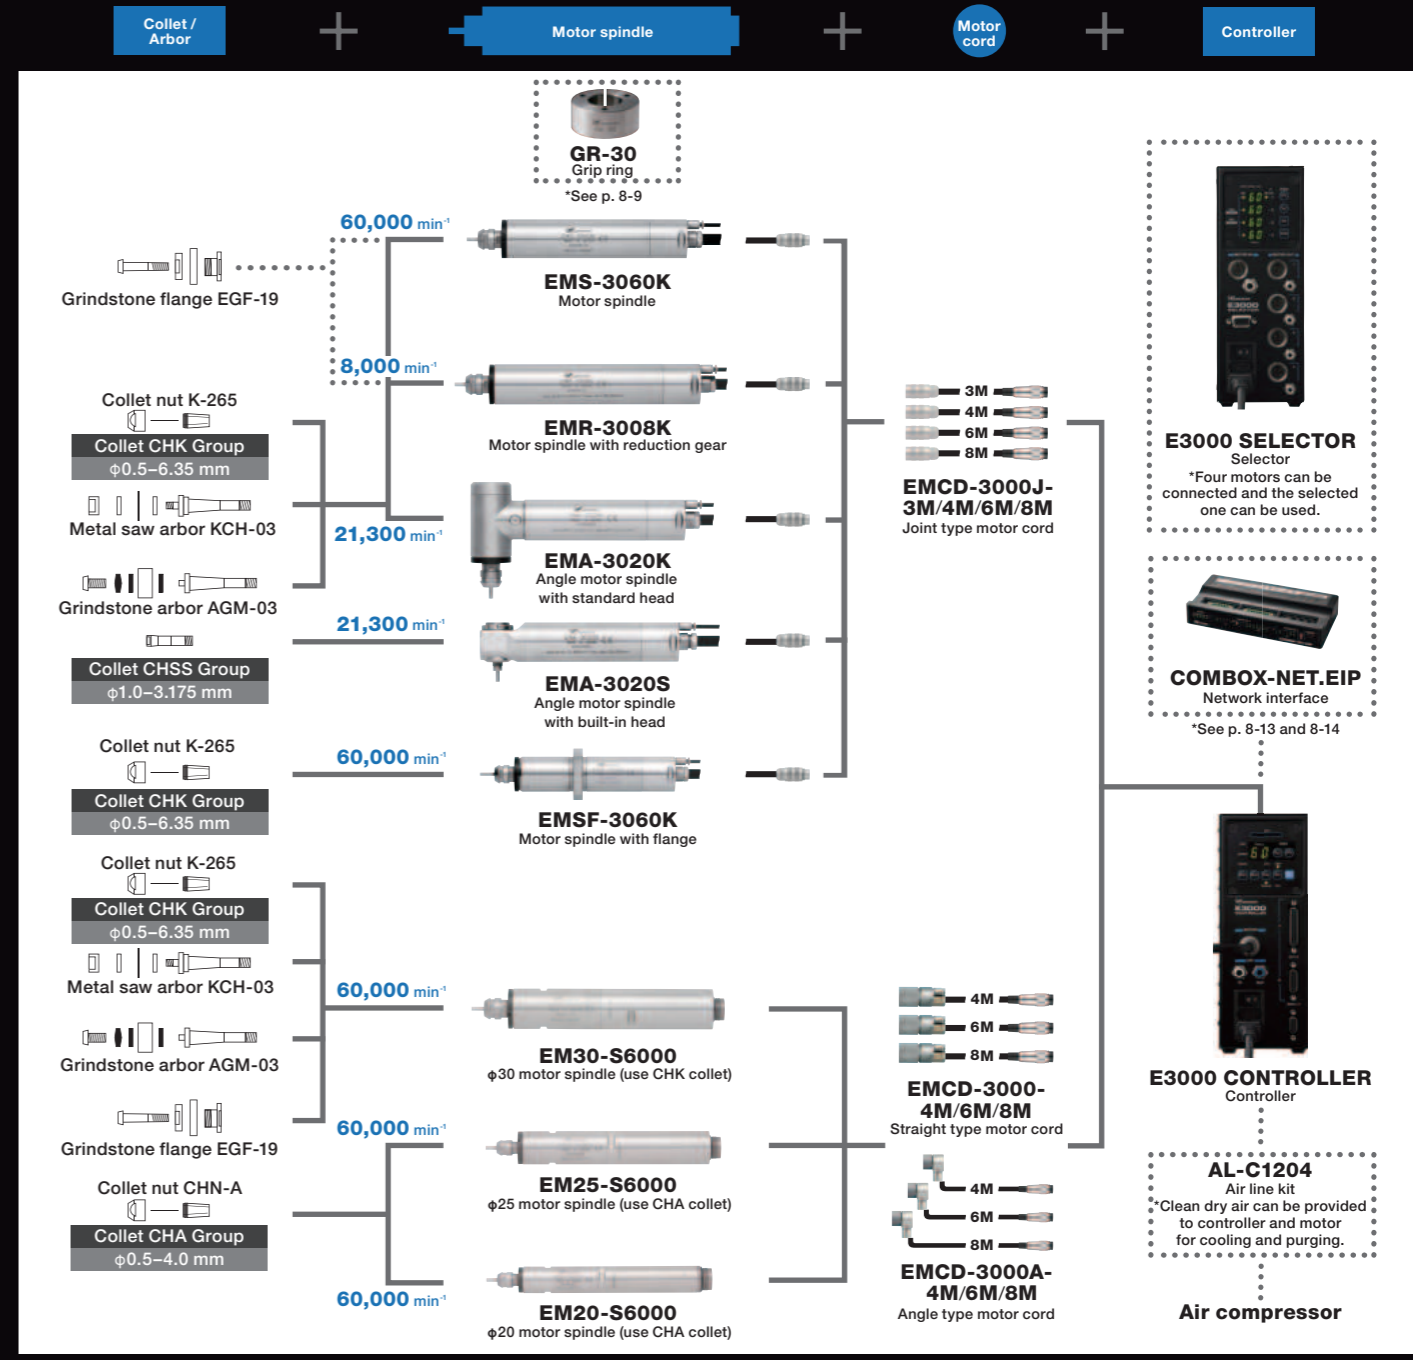 Collet /
Arbor
Motor spindle
Motor
cord
Controller
GR-30
Grip ring
*See p. 8-9
60,000 min⁻¹
Grindstone flange EGF-19
EMS-3060K
Motor spindle
8,000 min⁻¹
EMR-3008K
Motor spindle with reduction gear
Collet nut K-265
Collet CHK Group
φ0.5–6.35 mm
Metal saw arbor KCH-03
Grindstone arbor AGM-03
21,300 min⁻¹
EMA-3020K
Angle motor spindle
with standard head
Collet CHSS Group
φ1.0–3.175 mm
21,300 min⁻¹
EMA-3020S
Angle motor spindle
with built-in head
Collet nut K-265
Collet CHK Group
φ0.5–6.35 mm
60,000 min⁻¹
EMSF-3060K
Motor spindle with flange
3M
4M
6M
8M
EMCD-3000J-
3M/4M/6M/8M
Joint type motor cord
E3000 SELECTOR
Selector
*Four motors can be
connected and the selected
one can be used.
COMBOX-NET.EIP
Network interface
*See p. 8-13 and 8-14
Collet nut K-265
Collet CHK Group
φ0.5–6.35 mm
Metal saw arbor KCH-03
Grindstone arbor AGM-03
Grindstone flange EGF-19
60,000 min⁻¹
EM30-S6000
φ30 motor spindle (use CHK collet)
Collet nut CHN-A
Collet CHA Group
φ0.5–4.0 mm
60,000 min⁻¹
EM25-S6000
φ25 motor spindle (use CHA collet)
60,000 min⁻¹
EM20-S6000
φ20 motor spindle (use CHA collet)
4M
6M
8M
EMCD-3000-
4M/6M/8M
Straight type motor cord
4M
6M
8M
EMCD-3000A-
4M/6M/8M
Angle type motor cord
60
E3000
E3000 CONTROLLER
Controller
AL-C1204
Air line kit
*Clean dry air can be provided
to controller and motor
for cooling and purging.
Air compressor